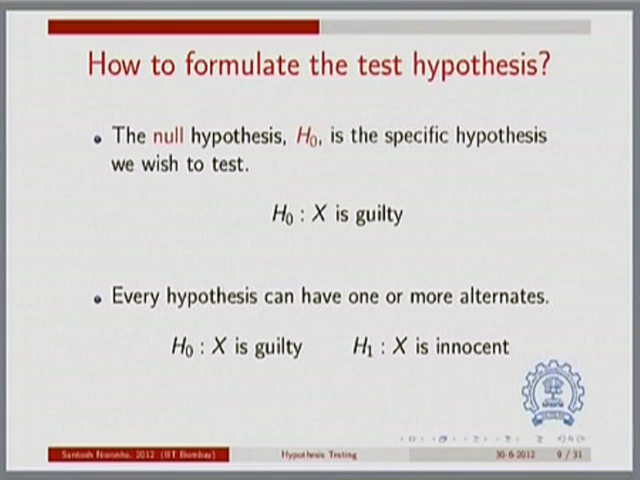 How to formulate the test hypothesis?
The null hypothesis, H₀, is the specific hypothesis
we wish to test.
H₀ : X is guilty
Every hypothesis can have one or more alternates.
H₀ : X is guilty H₁ : X is innocent
Santosh Noronha, 2012 (IIT Bombay) Hypothesis Testing 30-6-2012 9 / 31